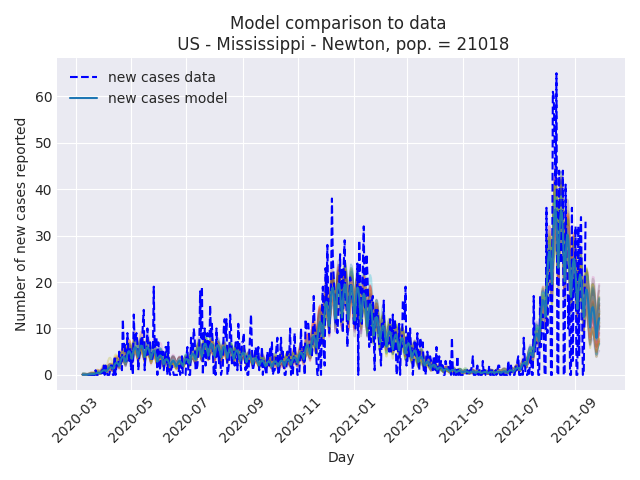 Model comparison to data
US - Mississippi - Newton, pop. = 21018
new cases data
new cases model
Number of new cases reported
60
50
40
30
20
10
0
2020-03
2020-05
2020-07
2020-09
2020-11
2021-01
2021-03
2021-05
2021-07
2021-09
Day